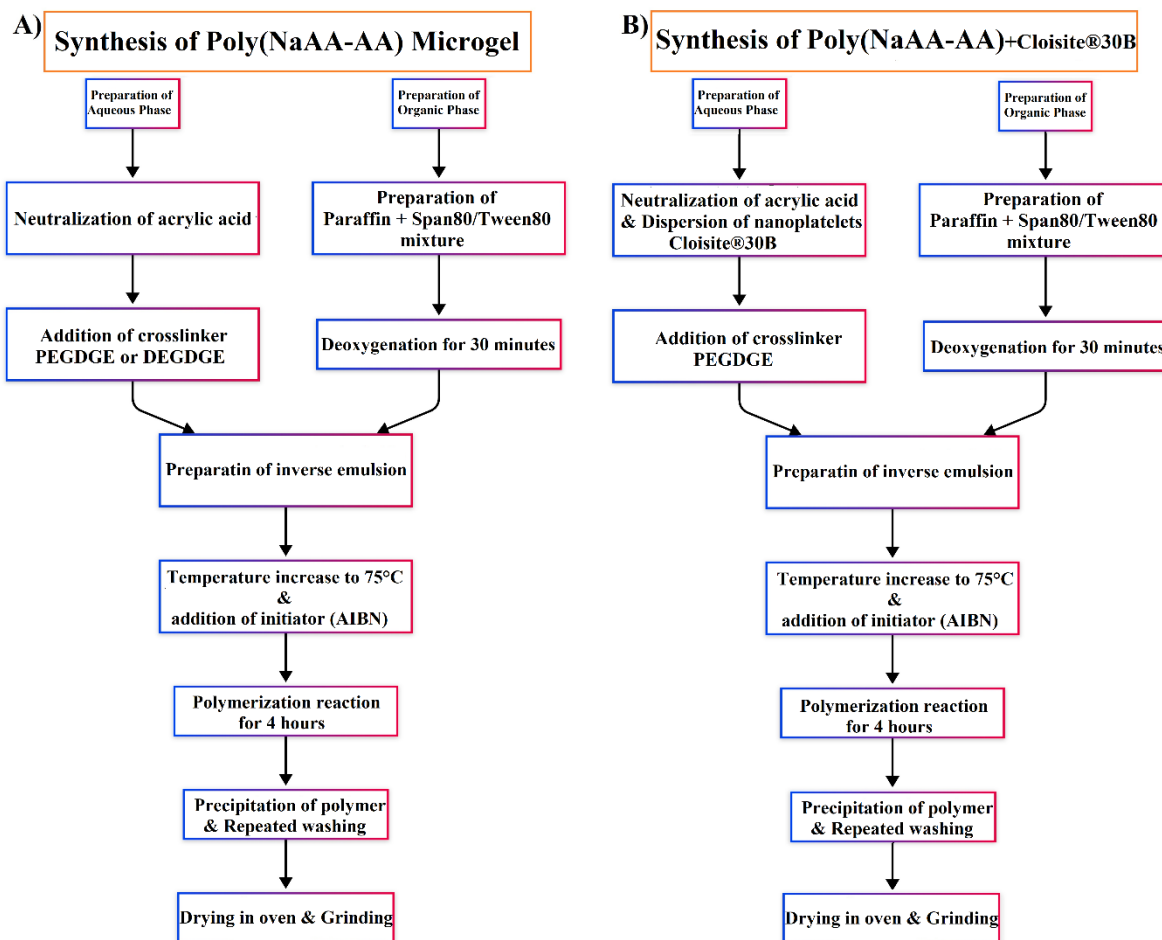 A)
Synthesis of Poly(NaAA-AA) Microgel
Preparation of
Aqueous Phase
Preparation of
Organic Phase
Neutralization of acrylic acid
Preparation of
Paraffin + Span80/Tween80
mixture
Addition of crosslinker
PEGDGE or DEGDGE
Deoxygenation for 30 minutes
Preparatin of inverse emulsion
Temperature increase to 75°C
&
addition of initiator (AIBN)
Polymerization reaction
for 4 hours
Precipitation of polymer
& Repeated washing
Drying in oven & Grinding
B)
Synthesis of Poly(NaAA-AA)+Cloisite®30B
Preparation of
Aqueous Phase
Preparation of
Organic Phase
Neutralization of acrylic acid
& Dispersion of nanoplatelets
Cloisite®30B
Preparation of
Paraffin + Span80/Tween80
mixture
Addition of crosslinker
PEGDGE
Deoxygenation for 30 minutes
Preparatin of inverse emulsion
Temperature increase to 75°C
&
addition of initiator (AIBN)
Polymerization reaction
for 4 hours
Precipitation of polymer
& Repeated washing
Drying in oven & Grinding